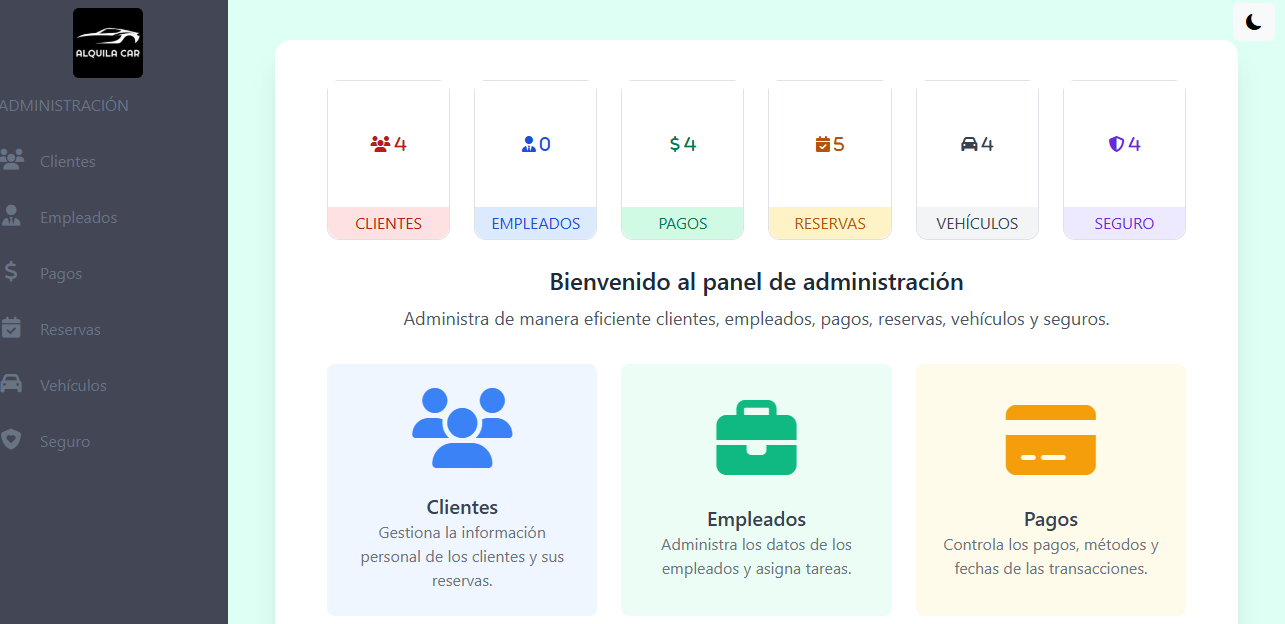 ALQUILA CAR
ADMINISTRACIÓN
Clientes
Empleados
Pagos
Reservas
Vehículos
Seguro
4
CLIENTES
0
EMPLEADOS
$ 4
PAGOS
5
RESERVAS
4
VEHÍCULOS
4
SEGURO
Bienvenido al panel de administración
Administra de manera eficiente clientes, empleados, pagos, reservas, vehículos y seguros.
Clientes
Gestiona la información
personal de los clientes y sus
reservas.
Empleados
Administra los datos de los
empleados y asigna tareas.
Pagos
Controla los pagos, métodos y
fechas de las transacciones.